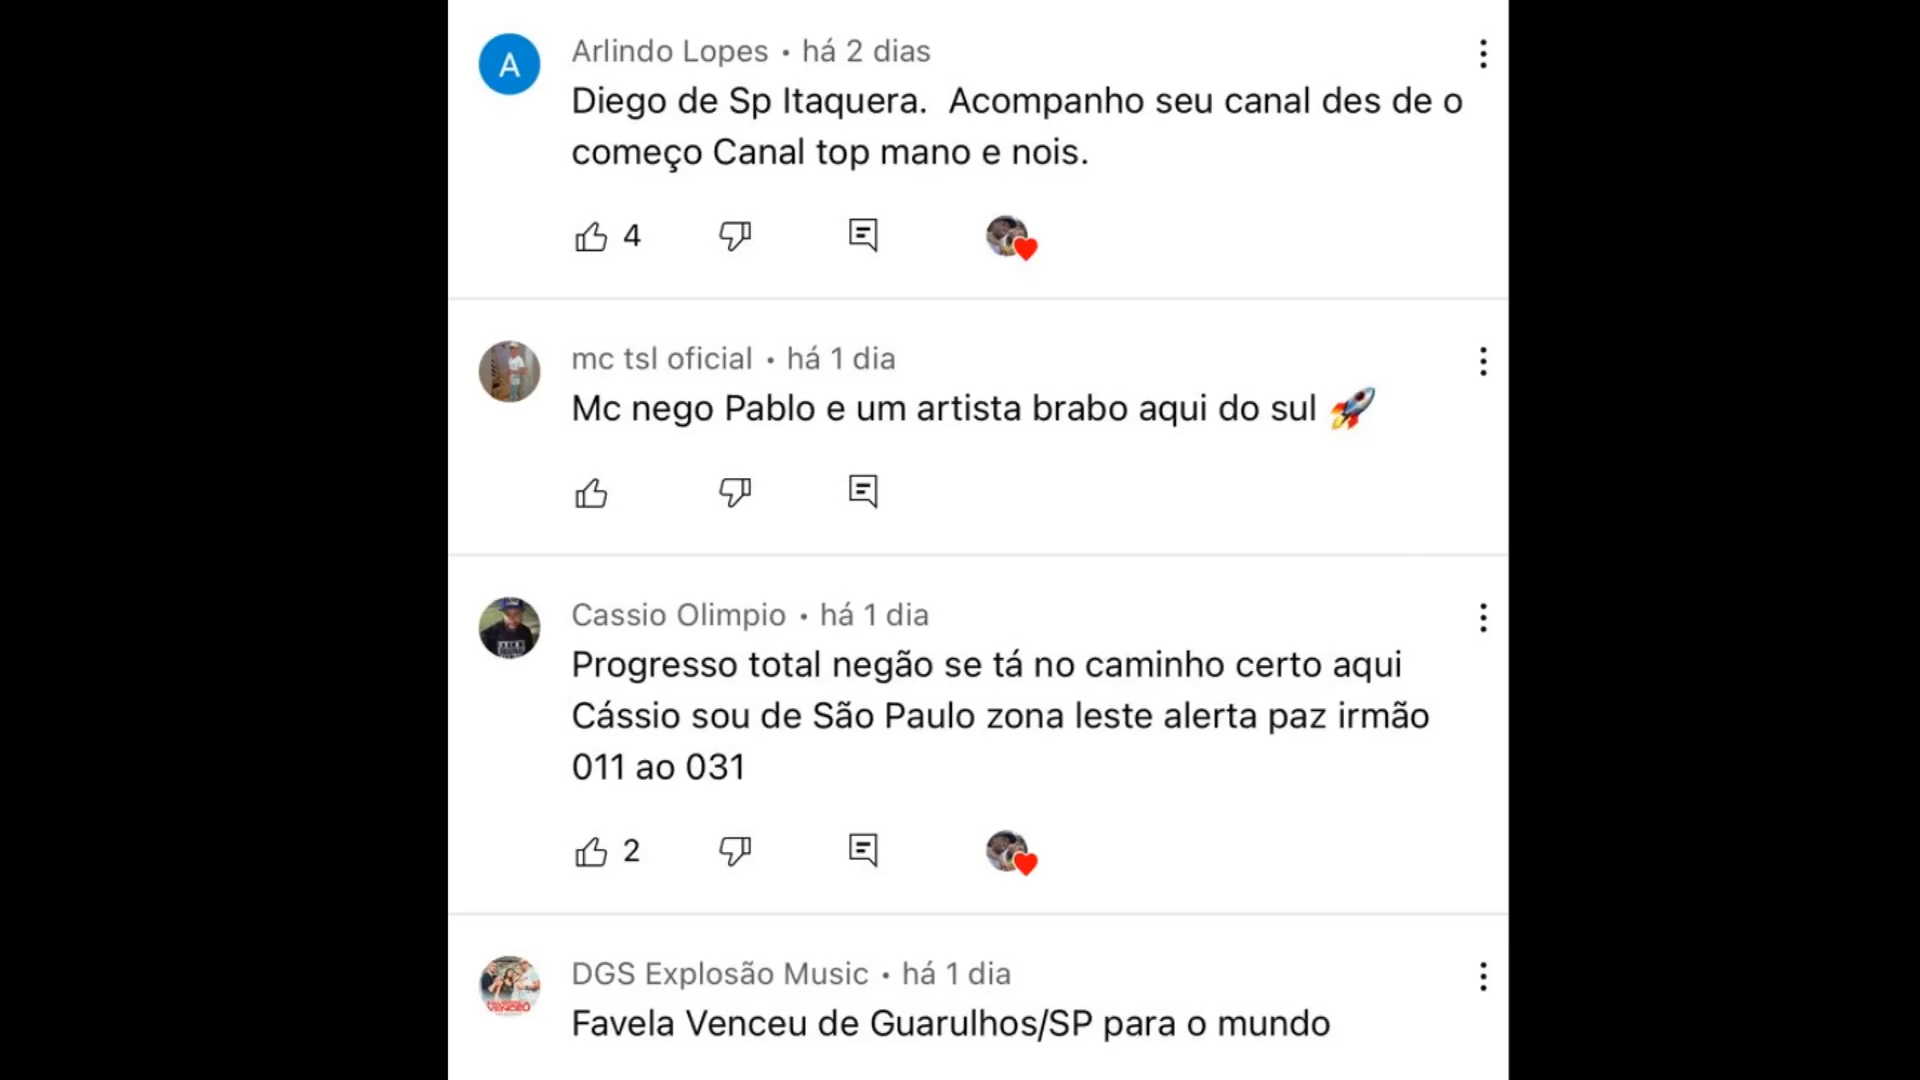 A
Arlindo Lopes • há 2 dias
Diego de Sp Itaquera.  Acompanho seu canal des de o
começo Canal top mano e nois.
4
mc tsl oficial • há 1 dia
Mc nego Pablo e um artista brabo aqui do sul 🚀
Cassio Olimpio • há 1 dia
Progresso total negão se tá no caminho certo aqui
Cássio sou de São Paulo zona leste alerta paz irmão
011 ao 031
2
DGS Explosão Music • há 1 dia
VENCEU
Favela Venceu de Guarulhos/SP para o mundo